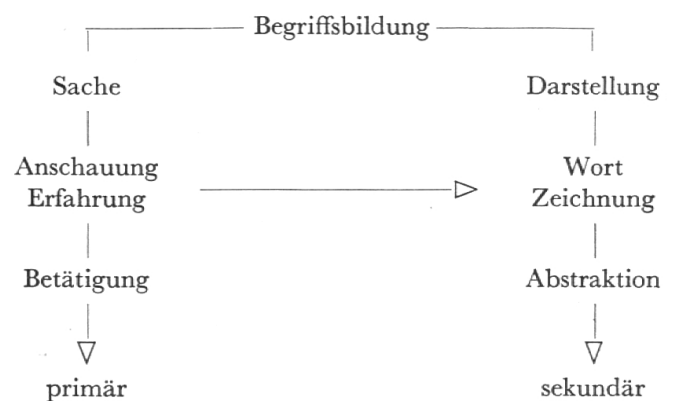 Begriffsbildung
Sache
Darstellung
Anschauung
Erfahrung
Wort
Zeichnung
Betätigung
Abstraktion
primär
sekundär